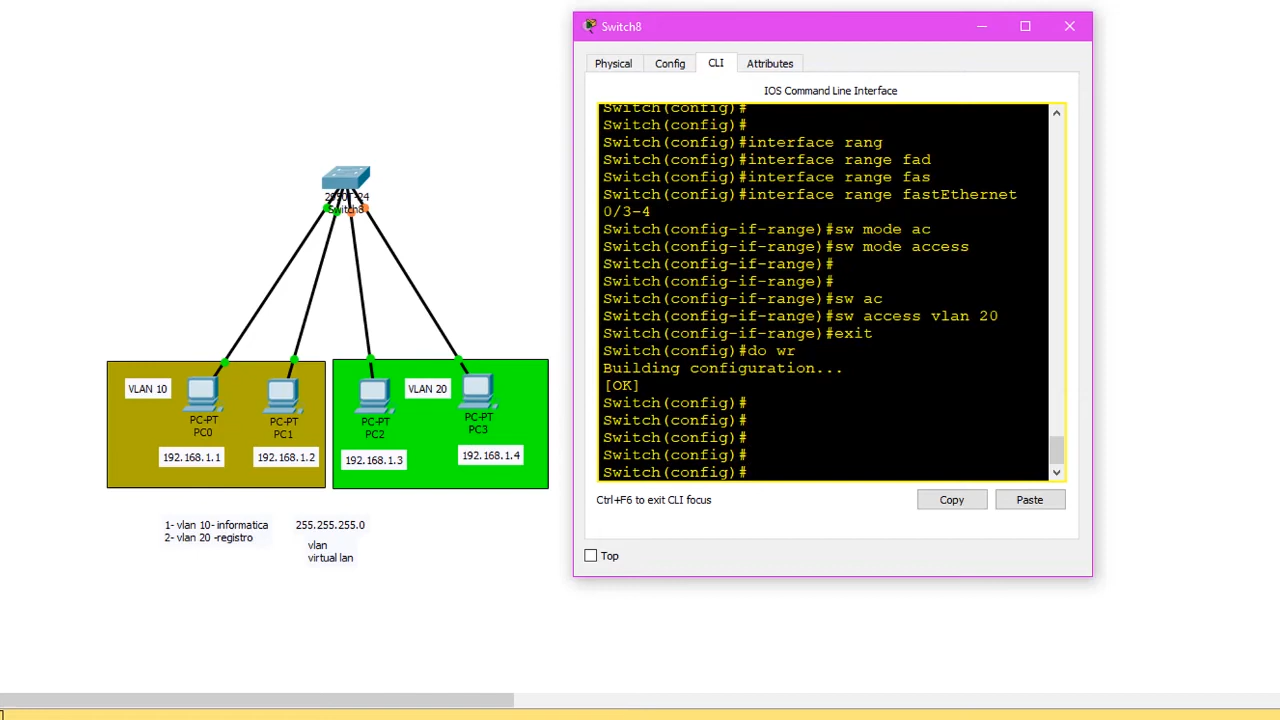 Switch8
Physical
Config
CLI
Attributes
IOS Command Line Interface
Switch(config)#
Switch(config)#
Switch(config)#interface rang
Switch(config)#interface range fad
Switch(config)#interface range fas
Switch(config)#interface range fastEthernet
0/3-4
Switch(config-if-range)#sw mode ac
Switch(config-if-range)#sw mode access
Switch(config-if-range)#
Switch(config-if-range)#
Switch(config-if-range)#sw ac
Switch(config-if-range)#sw access vlan 20
Switch(config-if-range)#exit
Switch(config)#do wr
Building configuration...
[OK]
Switch(config)#
Switch(config)#
Switch(config)#
Switch(config)#
Switch(config)#
Ctrl+F6 to exit CLI focus
Copy
Paste
Top
Switch8
VLAN 10
PC-PT
PC0
192.168.1.1
PC-PT
PC1
192.168.1.2
PC-PT
PC2
192.168.1.3
VLAN 20
PC-PT
PC3
192.168.1.4
1- vlan 10- informatica
2- vlan 20 -registro
255.255.255.0
vlan
virtual lan